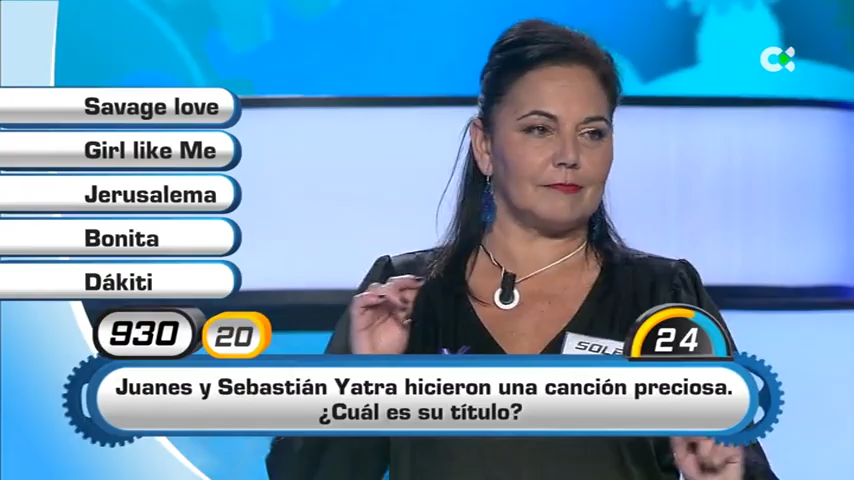 Savage love
Girl like Me
Jerusalema
Bonita
Dákiti
930
20
24
Juanes y Sebastián Yatra hicieron una canción preciosa.
¿Cuál es su título?